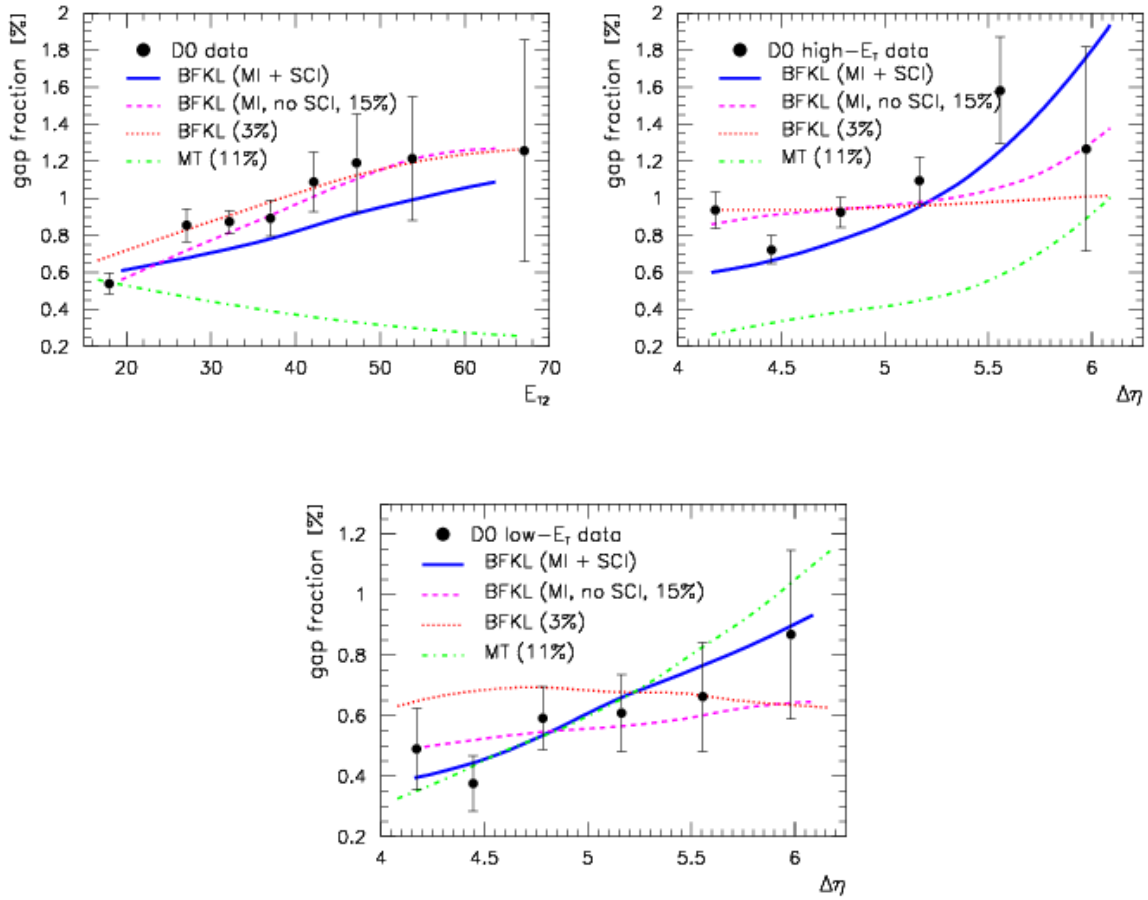 gap fraction [%]
2
1.8
1.6
1.4
1.2
1
0.8
0.6
0.4
0.2
D0 data
BFKL (MI + SCI)
BFKL (MI, no SCI, 15%)
BFKL (3%)
MT (11%)
20 30 40 50 60 70
E_T2
gap fraction [%]
2
1.8
1.6
1.4
1.2
1
0.8
0.6
0.4
0.2
D0 high-E_T data
BFKL (MI + SCI)
BFKL (MI, no SCI, 15%)
BFKL (3%)
MT (11%)
4 4.5 5 5.5 6
Δη
gap fraction [%]
1.2
1
0.8
0.6
0.4
0.2
D0 low-E_T data
BFKL (MI + SCI)
BFKL (MI, no SCI, 15%)
BFKL (3%)
MT (11%)
4 4.5 5 5.5 6
Δη